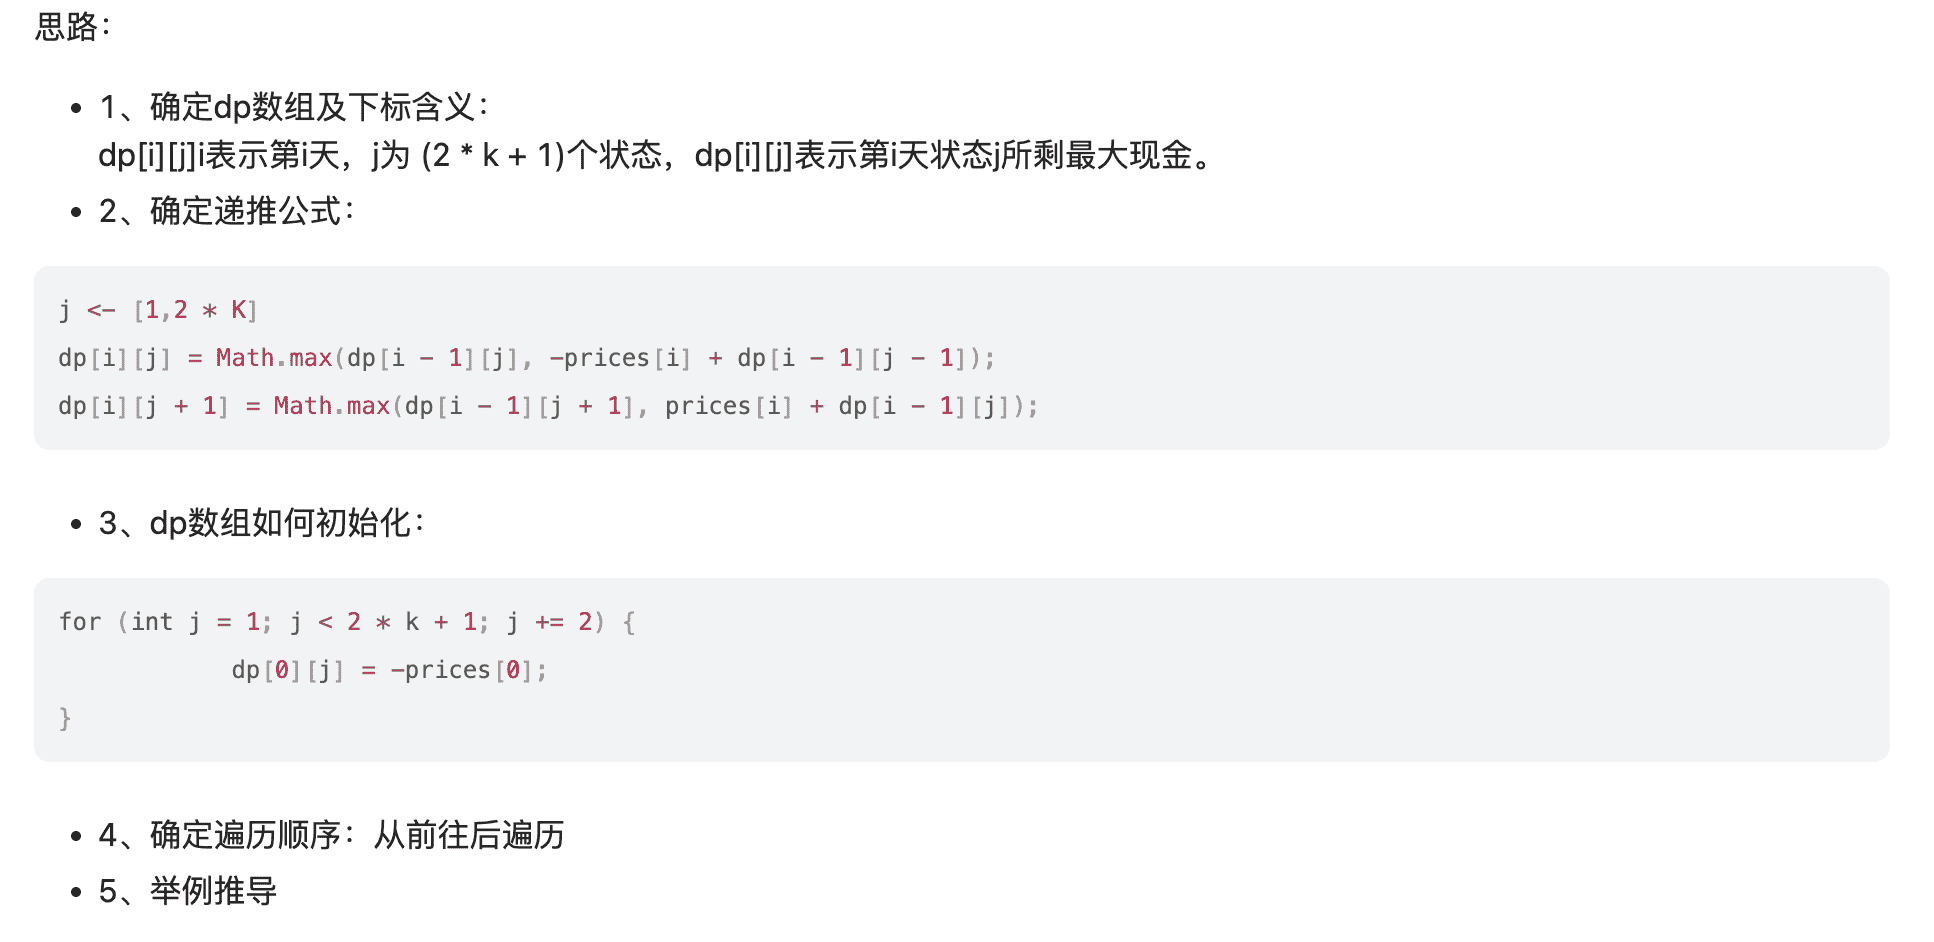 思路：
• 1、确定dp数组及下标含义：
dp[i][j]i表示第i天，j为 (2 * k + 1)个状态，dp[i][j]表示第i天状态j所剩最大现金。
• 2、确定递推公式：
j <- [1,2 * K]
dp[i][j] = Math.max(dp[i - 1][j], -prices[i] + dp[i - 1][j - 1]);
dp[i][j + 1] = Math.max(dp[i - 1][j + 1], prices[i] + dp[i - 1][j]);
• 3、dp数组如何初始化：
for (int j = 1; j < 2 * k + 1; j += 2) {
            dp[0][j] = -prices[0];
}
• 4、确定遍历顺序：从前往后遍历
• 5、举例推导